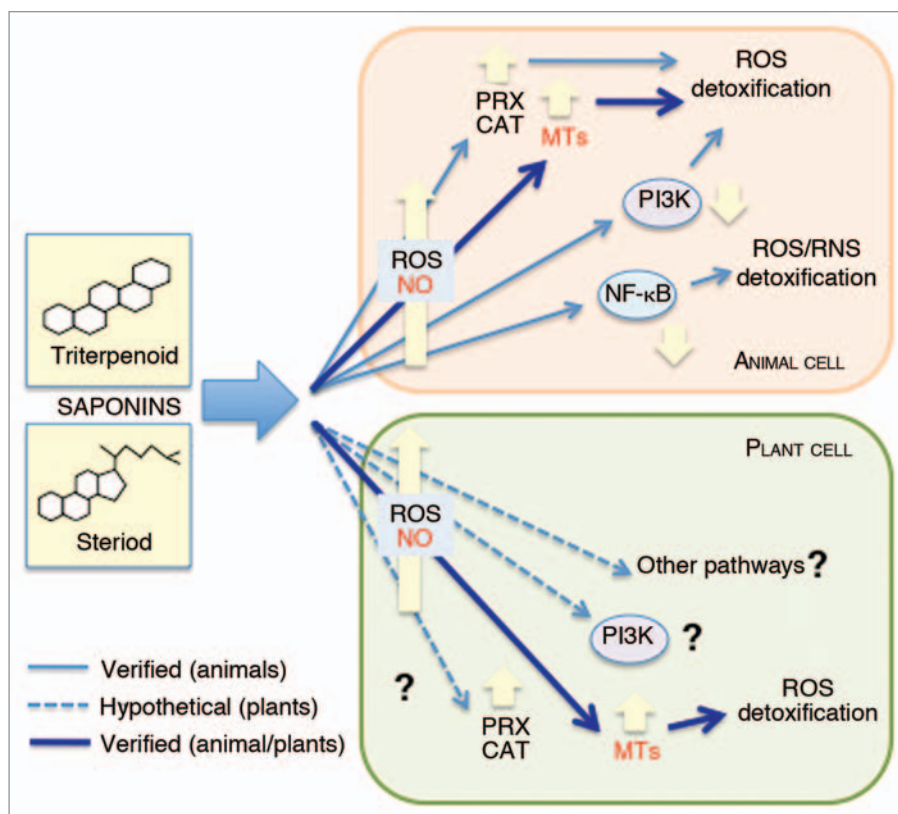 ROS
detoxification
PRX
CAT
MTs
PI3K
ROS
NO
ROS/RNS
detoxification
NF-κB
ANIMAL CELL
Triterpenoid
SAPONINS
Steriod
PLANT CELL
ROS
NO
Other pathways ?
PI3K ?
?
PRX
CAT
MTs
ROS
detoxification
Verified (animals)
Hypothetical (plants)
Verified (animal/plants)